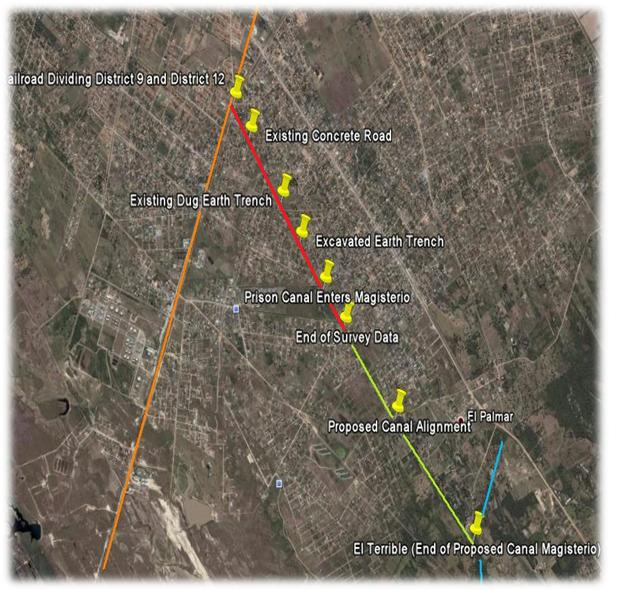 ailroad Dividing District 9 and District 12
Existing Concrete Road
Existing Dug Earth Trench
Excavated Earth Trench
Prison Canal Enters Magisterio
End of Survey Data
El Palmar
Proposed Canal Alignment
El Terrible (End of Proposed Canal Magisterio)